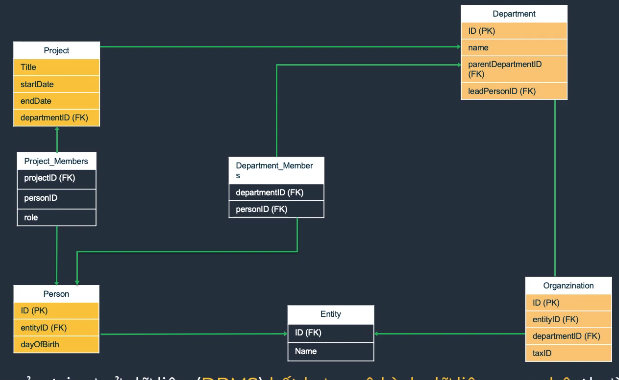 Department
ID (PK)
name
parentDepartmentID
(FK)
leadPersonID (FK)
Project
Title
startDate
endDate
departmentID (FK)
Project_Members
projectID (FK)
personID
role
Department_Member
s
departmentID (FK)
personID (FK)
Person
ID (PK)
entityID (FK)
dayOfBirth
Entity
ID (FK)
Name
Organzination
ID (PK)
entityID (FK)
departmentID (FK)
taxID